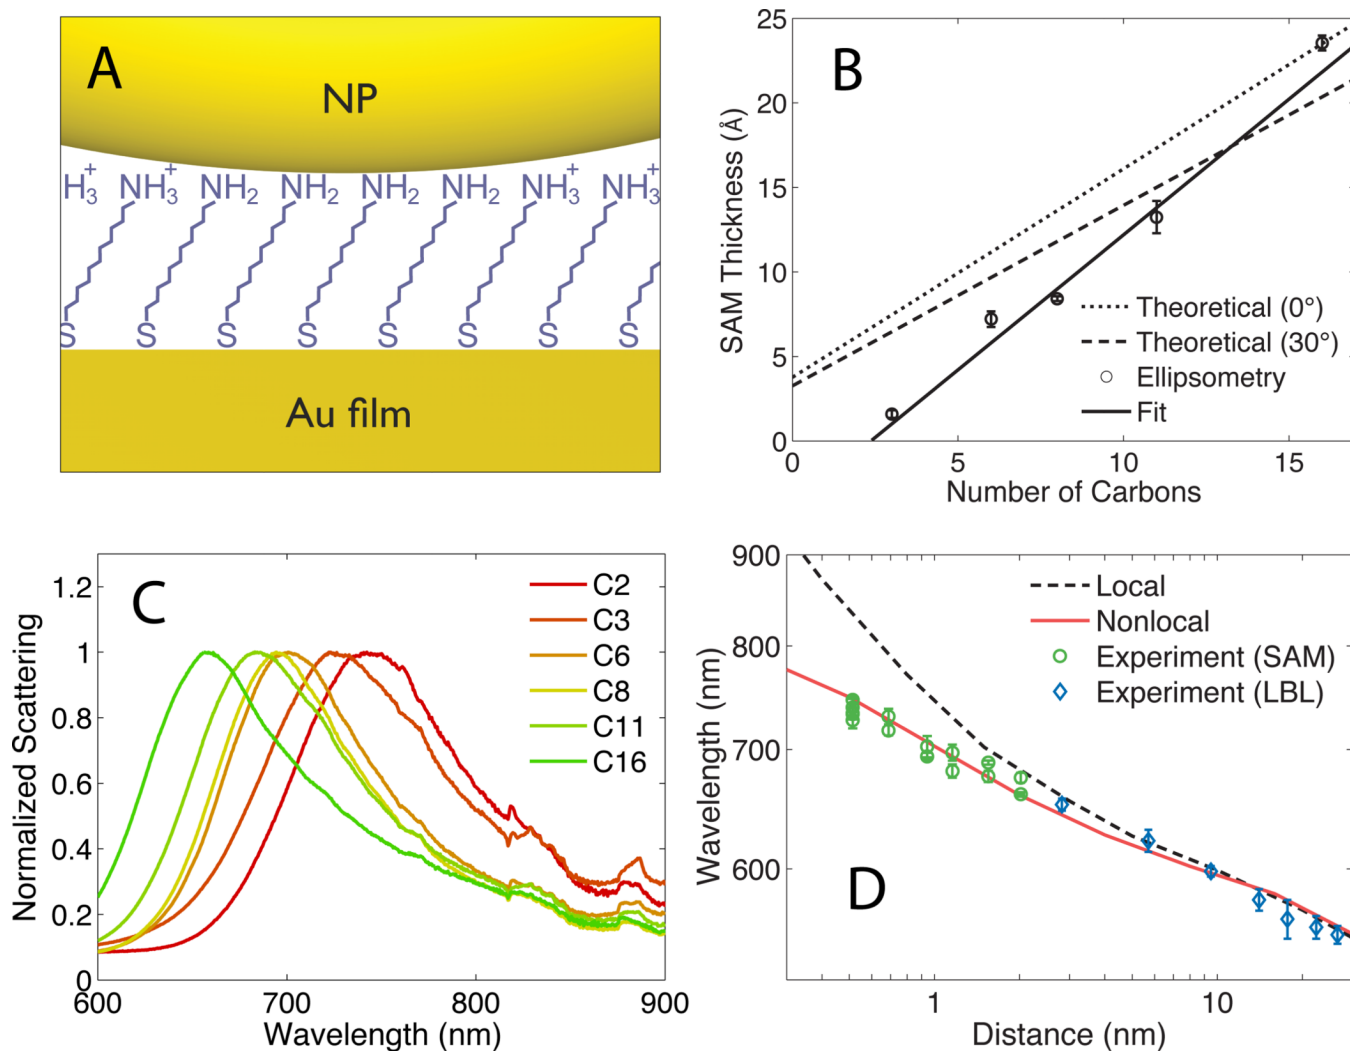 A
NP
H₃⁺ NH₃⁺ NH₂ NH₂ NH₂ NH₂ NH₃⁺ NH₃⁺
S S S S S S S S
Au film
B
SAM Thickness (Å)
25
20
15
10
5
0
0 5 10 15
Number of Carbons
Theoretical (0°)
Theoretical (30°)
Ellipsometry
Fit
C
Normalized Scattering
1.2
1
0.8
0.6
0.4
0.2
0
600 700 800 900
Wavelength (nm)
C2
C3
C6
C8
C11
C16
D
Wavelength (nm)
900
800
700
600
1 10
Distance (nm)
Local
Nonlocal
Experiment (SAM)
Experiment (LBL)